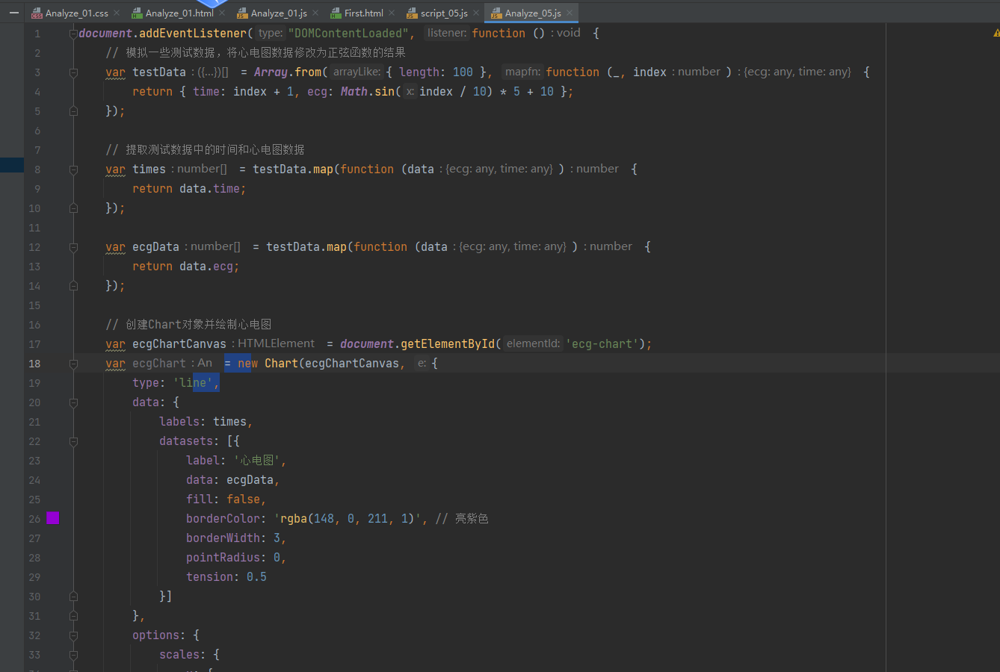 Analyze_01.css Analyze_01.html Analyze_01.js First.html script_05.js Analyze_05.js
1 document.addEventListener( type: "DOMContentLoaded", listener: function () : void {
2 // 模拟一些测试数据，将心电图数据修改为正弦函数的结果
3 var testData : ({...})[] = Array.from( arrayLike: { length: 100 }, mapfn: function (_, index : number ) : {ecg: any, time: any} {
4 return { time: index + 1, ecg: Math.sin( x: index / 10) * 5 + 10 };
5 });
6
7 // 提取测试数据中的时间和心电图数据
8 var times : number[] = testData.map(function (data : {ecg: any, time: any} ) : number {
9 return data.time;
10 });
11
12 var ecgData : number[] = testData.map(function (data : {ecg: any, time: any} ) : number {
13 return data.ecg;
14 });
15
16 // 创建Chart对象并绘制心电图
17 var ecgChartCanvas : HTMLElement = document.getElementById( elementId: 'ecg-chart');
18 var ecgChart : An = new Chart(ecgChartCanvas, e: {
19 type: 'line',
20 data: {
21 labels: times,
22 datasets: [{
23 label: '心电图',
24 data: ecgData,
25 fill: false,
26 borderColor: 'rgba(148, 0, 211, 1)', // 亮紫色
27 borderWidth: 3,
28 pointRadius: 0,
29 tension: 0.5
30 }]
31 },
32 options: {
33 scales: {